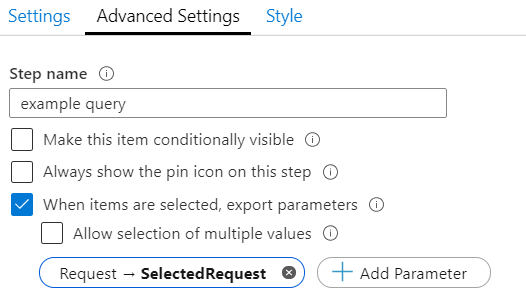 Settings Advanced Settings Style
Step name
example query
Make this item conditionally visible
Always show the pin icon on this step
When items are selected, export parameters
Allow selection of multiple values
Request → SelectedRequest Add Parameter